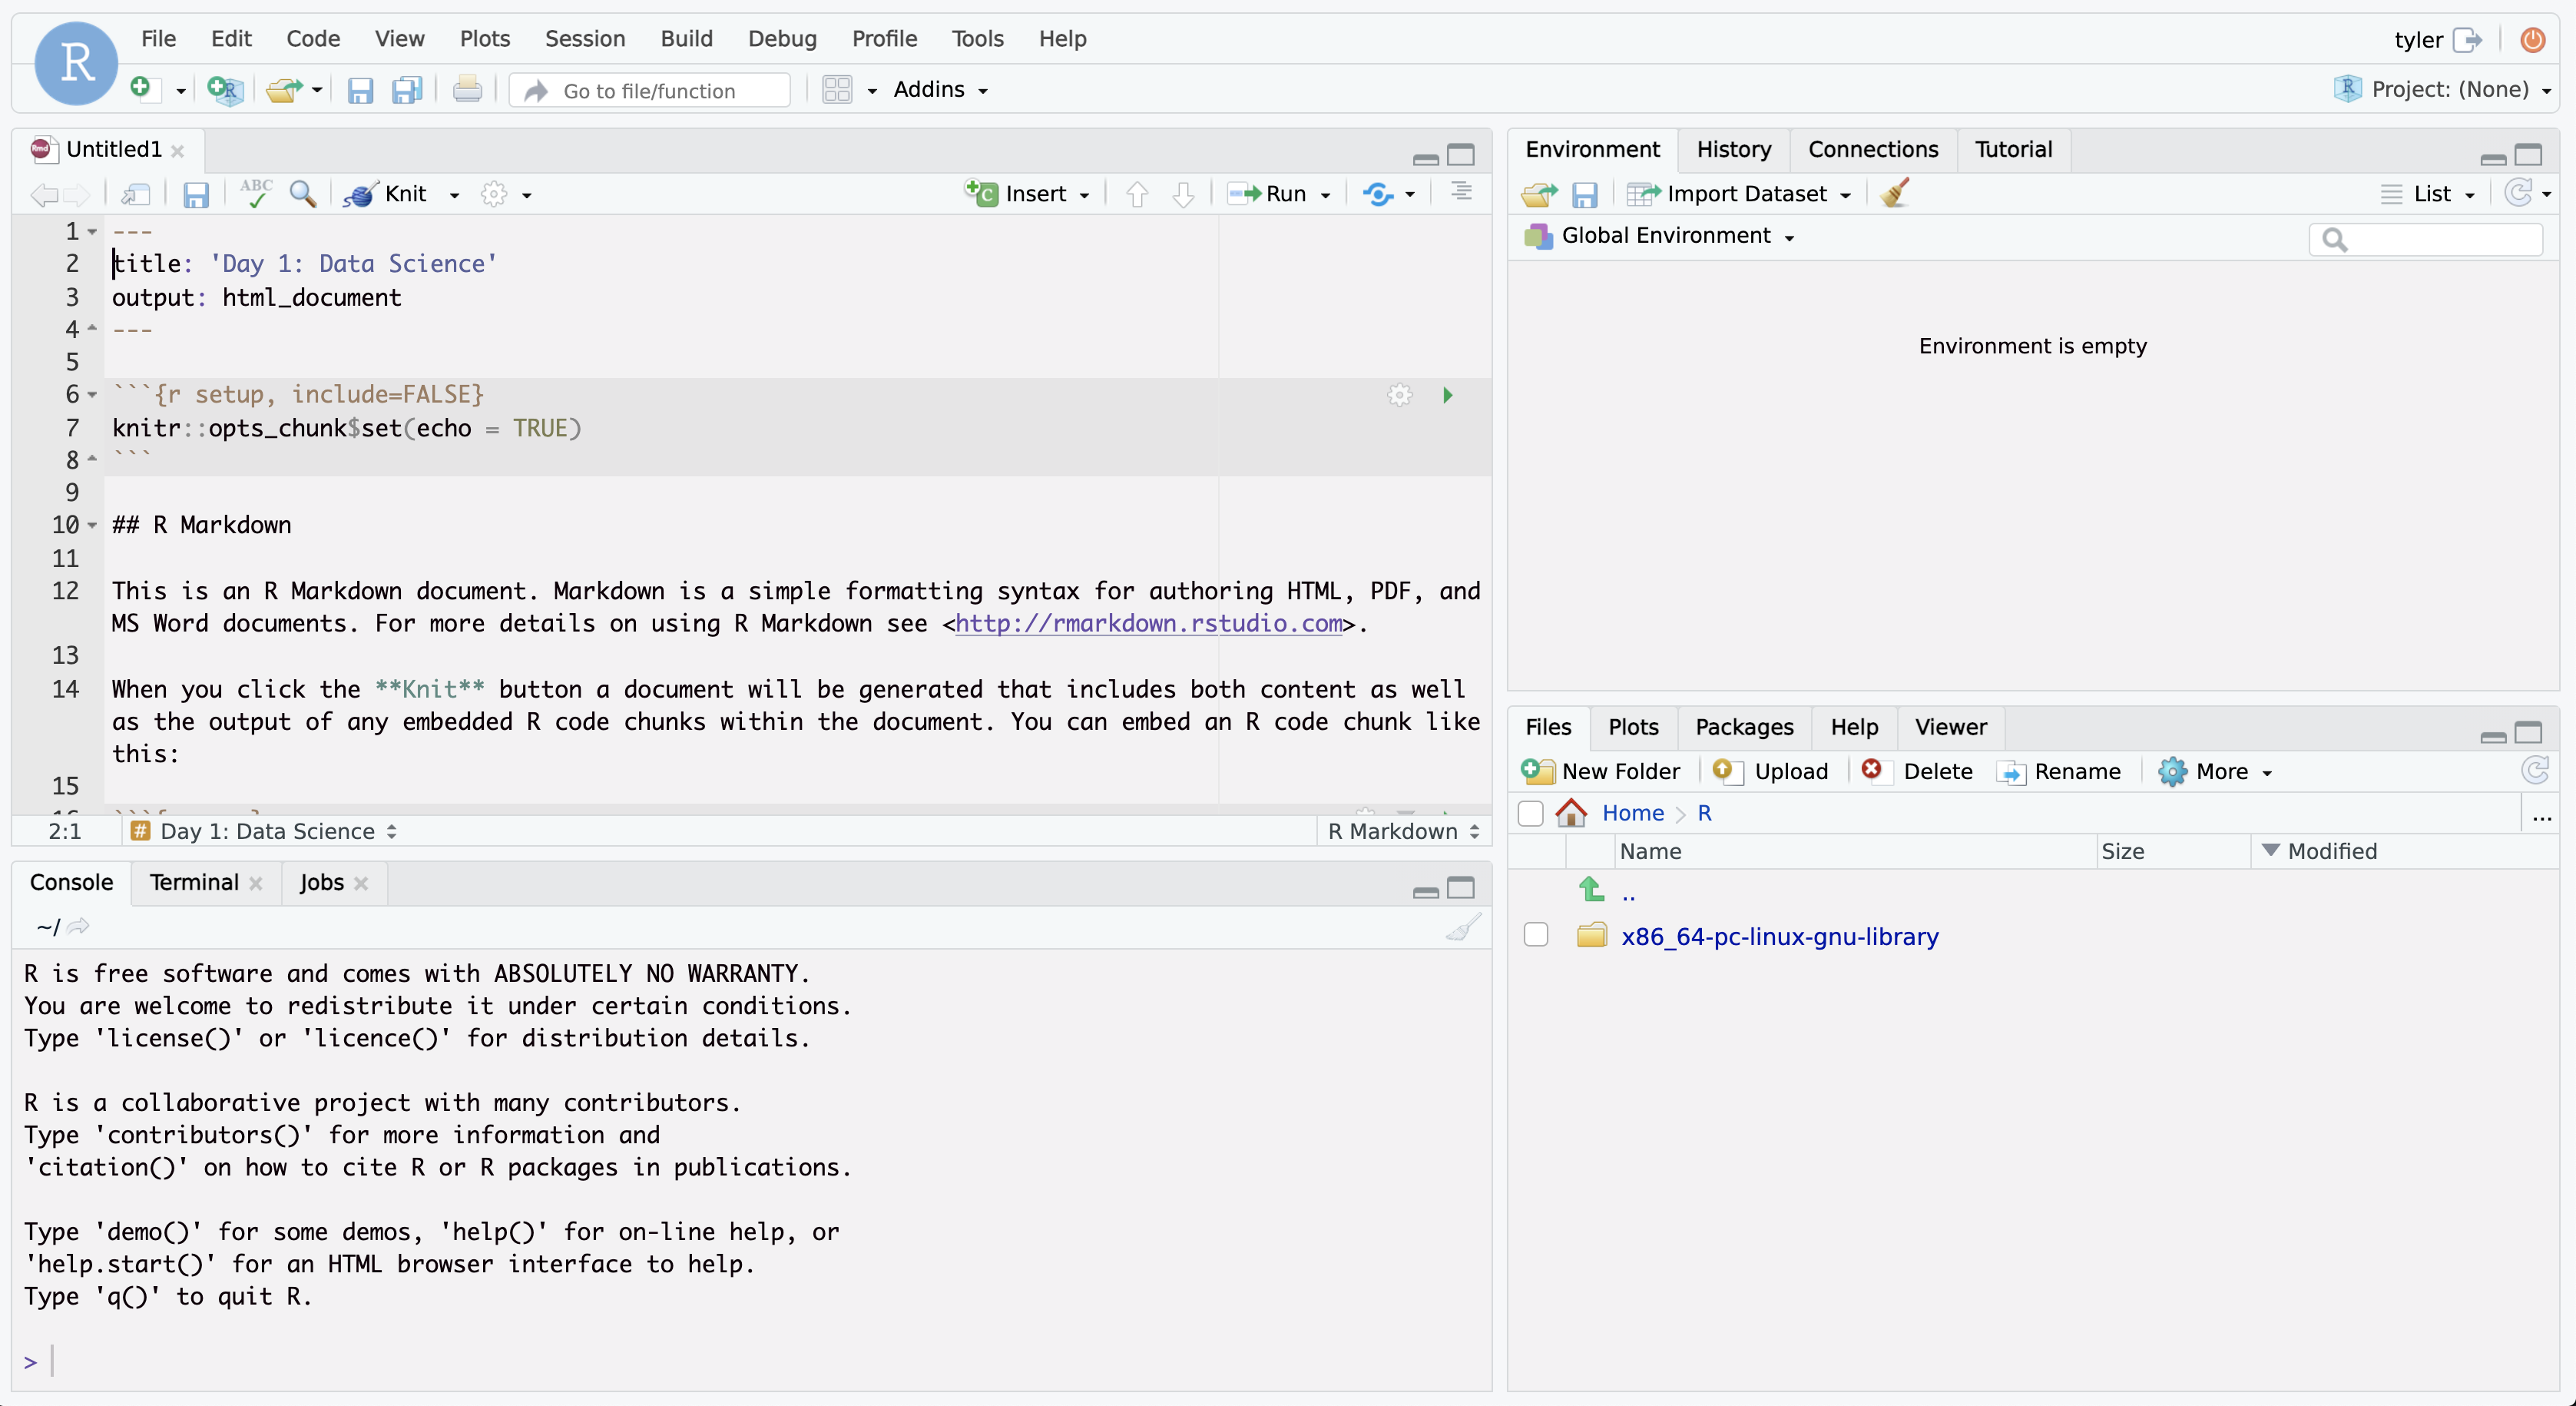 R
File Edit Code View Plots Session Build Debug Profile Tools Help
tyler
Go to file/function
Addins
Project: (None)
Untitled1
ABC
Knit
Insert
Run
1 ---
2 title: 'Day 1: Data Science'
3 output: html_document
4 ---
5
6 ```{r setup, include=FALSE}
7 knitr::opts_chunk$set(echo = TRUE)
8 ```
9
10 ## R Markdown
11
12 This is an R Markdown document. Markdown is a simple formatting syntax for authoring HTML, PDF, and
MS Word documents. For more details on using R Markdown see <http://rmarkdown.rstudio.com>.
13
14 When you click the **Knit** button a document will be generated that includes both content as well
as the output of any embedded R code chunks within the document. You can embed an R code chunk like
this:
15
2:1 # Day 1: Data Science R Markdown
Console Terminal Jobs
~/
R is free software and comes with ABSOLUTELY NO WARRANTY.
You are welcome to redistribute it under certain conditions.
Type 'license()' or 'licence()' for distribution details.
R is a collaborative project with many contributors.
Type 'contributors()' for more information and
'citation()' on how to cite R or R packages in publications.
Type 'demo()' for some demos, 'help()' for on-line help, or
'help.start()' for an HTML browser interface to help.
Type 'q()' to quit R.
>
Environment History Connections Tutorial
Import Dataset List
Global Environment
Environment is empty
Files Plots Packages Help Viewer
New Folder Upload Delete Rename More
Home R ...
Name Size Modified
..
x86_64-pc-linux-gnu-library